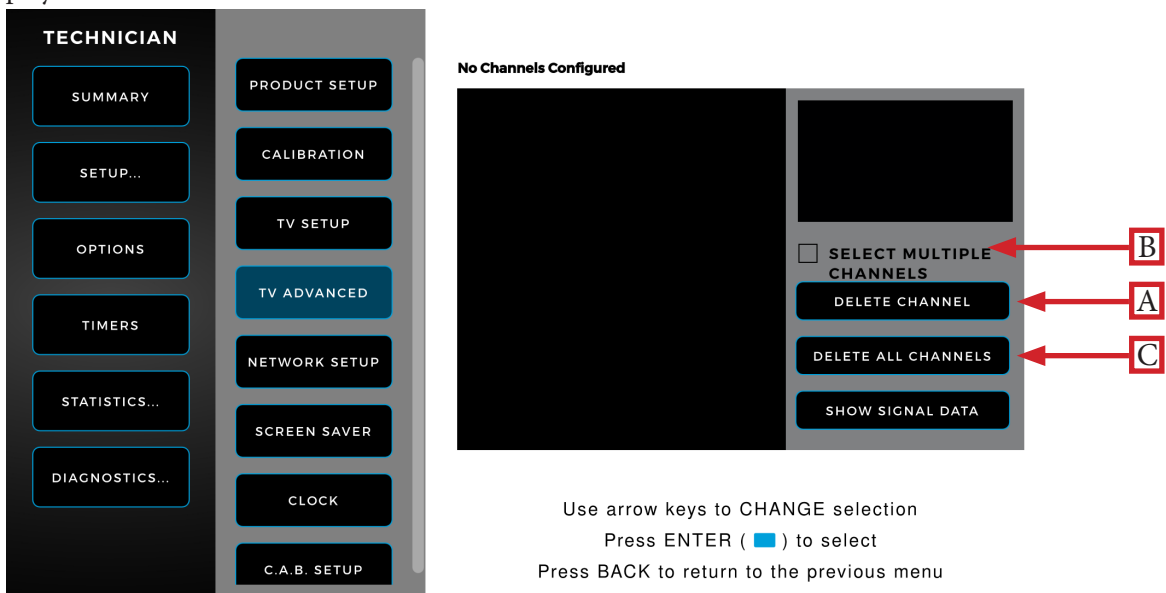 TECHNICIAN
SUMMARY
SETUP...
OPTIONS
TIMERS
STATISTICS...
DIAGNOSTICS...
PRODUCT SETUP
CALIBRATION
TV SETUP
TV ADVANCED
NETWORK SETUP
SCREEN SAVER
CLOCK
C.A.B. SETUP
No Channels Configured
SELECT MULTIPLE
CHANNELS
B
DELETE CHANNEL
A
DELETE ALL CHANNELS
C
SHOW SIGNAL DATA
Use arrow keys to CHANGE selection
Press ENTER ( ) to select
Press BACK to return to the previous menu